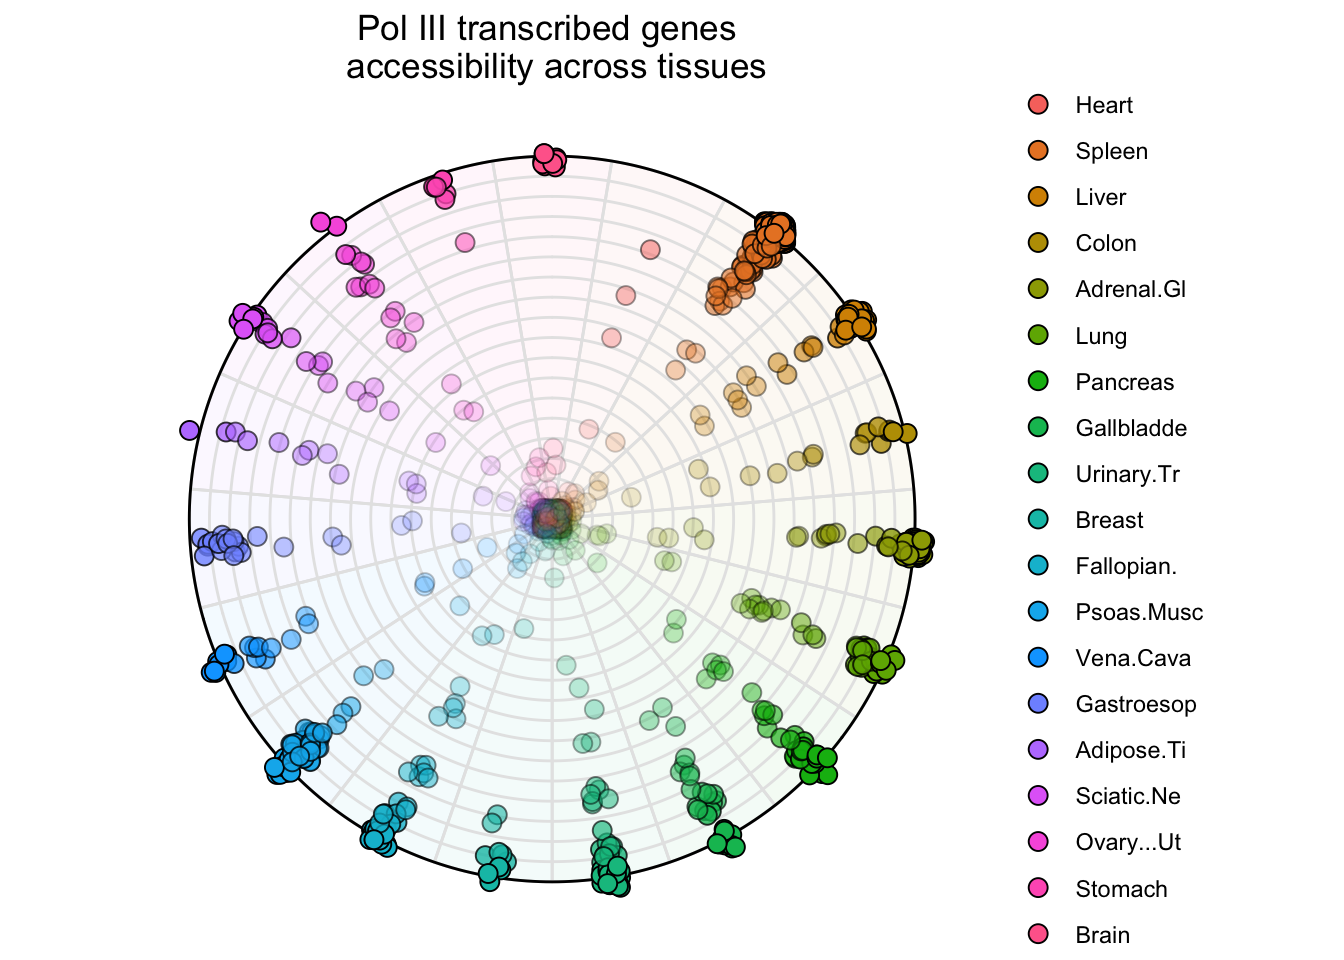 Pol III transcribed genes
accessibility across tissues
Heart
Spleen
Liver
Colon
Adrenal.Gl
Lung
Pancreas
Gallbladde
Urinary.Tr
Breast
Fallopian.
Psoas.Musc
Vena.Cava
Gastroesop
Adipose.Ti
Sciatic.Ne
Ovary...Ut
Stomach
Brain